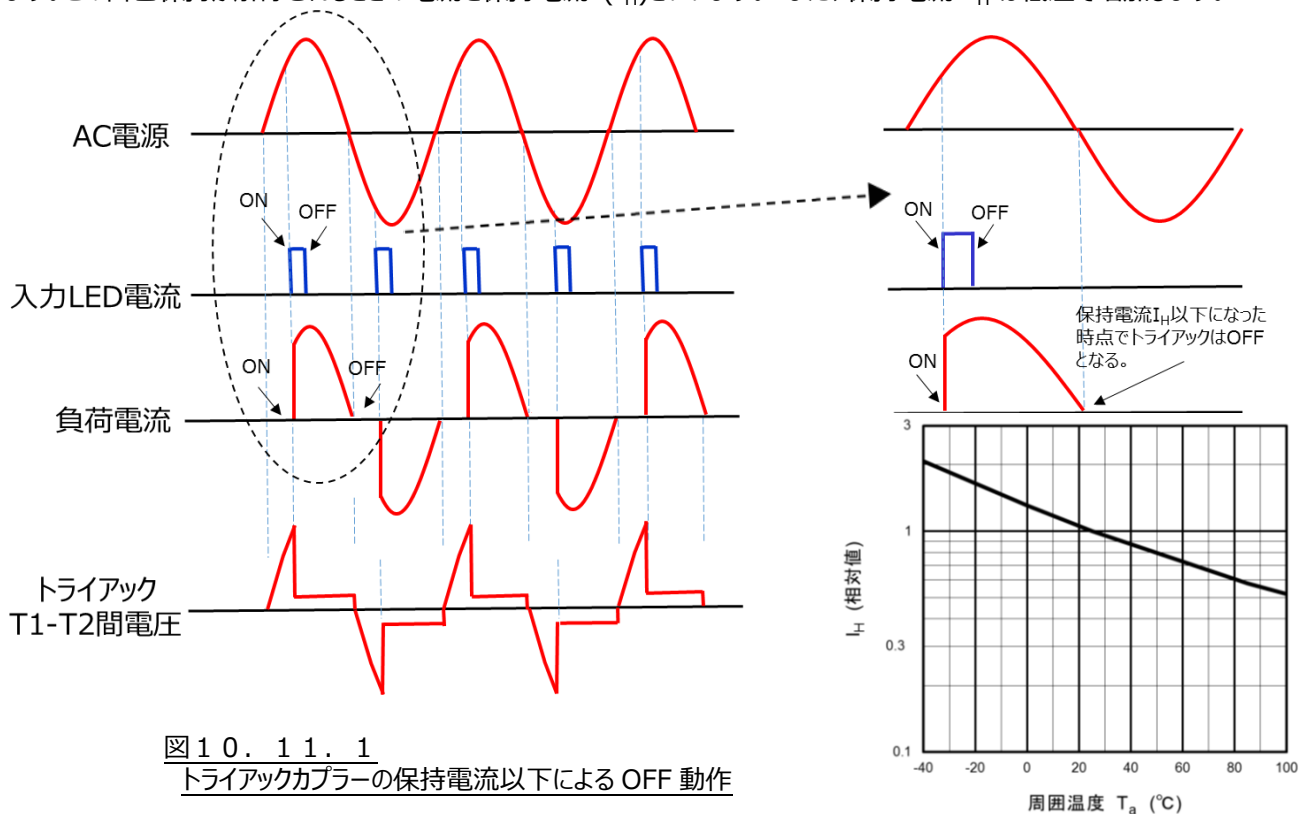 AC電源
ON
OFF
入力LED電流
ON
OFF
負荷電流
トライアック
T1-T2間電圧
図10.11.1
トライアックカプラーの保持電流以下による OFF 動作
ON
OFF
保持電流IH以下になった
時点でトライアックはOFF
となる。
ON
3
1
0.3
0.1
IH (相対値)
-40 -20 0 20 40 60 80 100
周囲温度 Ta (℃)